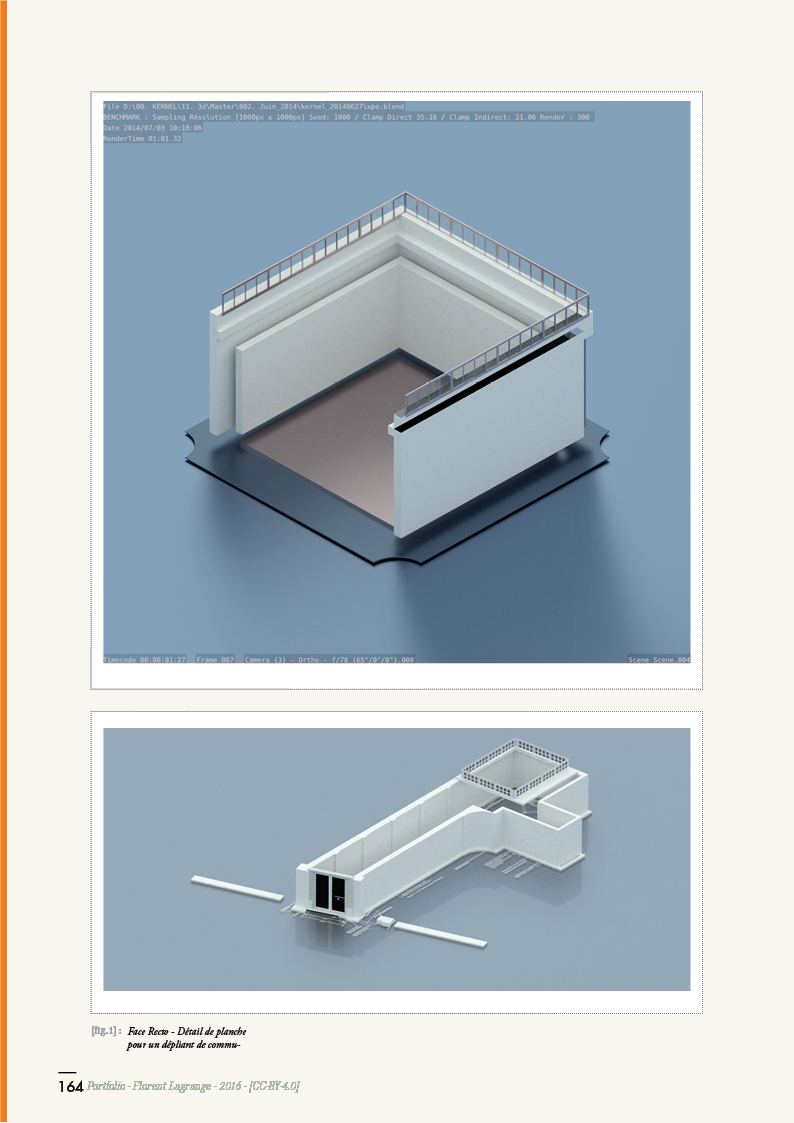 File D:\00. KERNEL\11. 3d\Master\002. Juin_2014\kernel_20140627\xpo.blend
BENCHMARK : Sampling Résolution [1000px x 1000px] Seed: 1000 / Clamp Direct 35.16 / Clamp Indirect: 21.06 Render : 300
Date 2014/07/03 10:18:06
RenderTime 01:01.32
Timecode 00:00:01:27 Frame 087 Camera (3) - Ortho - f/78 (65°/0°/0°).008 Scene Scene.004
[fig.1] : Face Recto - Détail de planche
pour un dépliant de commu-
164 Portfolio - Florent Lagrange - 2016 - [CC-BY-4.0]